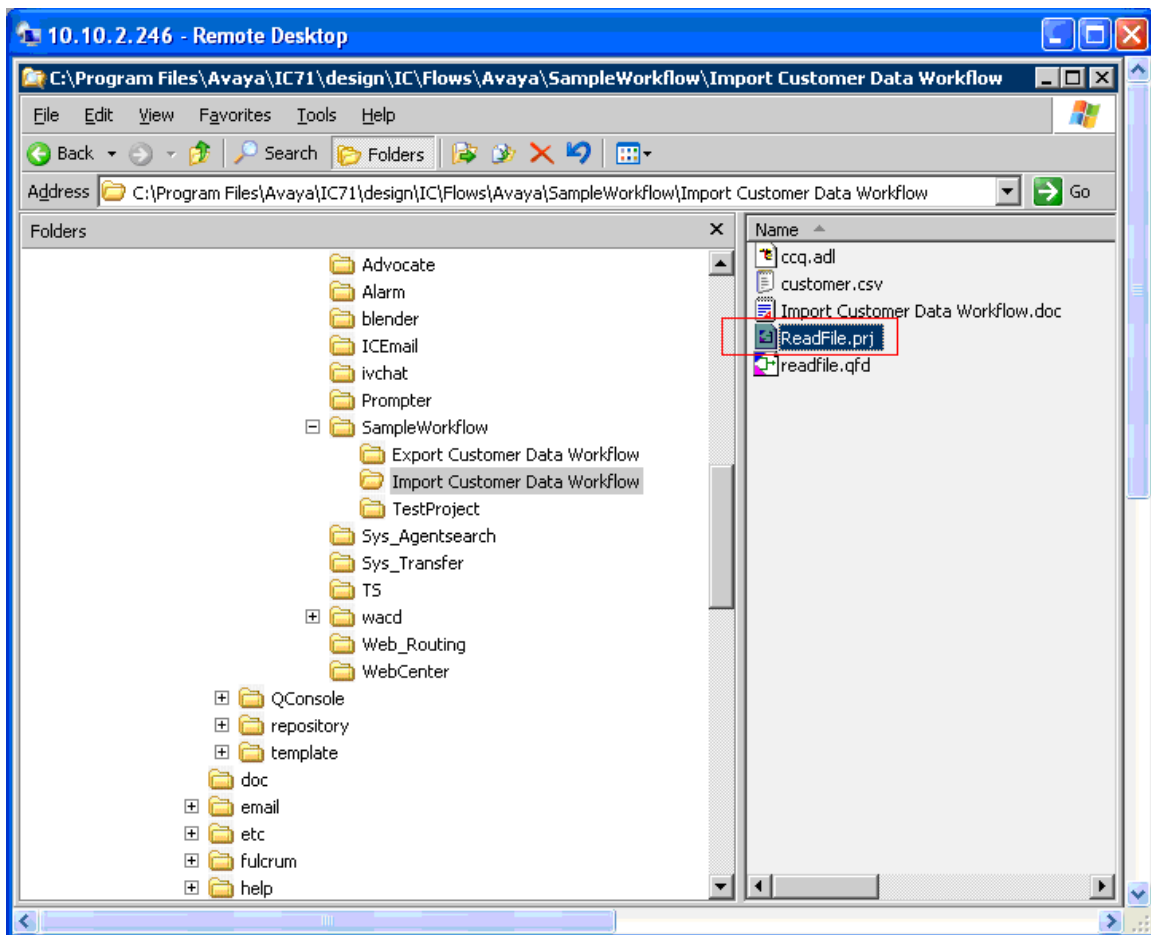 10.10.2.246 - Remote Desktop
C:\Program Files\Avaya\IC71\design\IC\Flows\Avaya\SampleWorkflow\Import Customer Data Workflow
File Edit View Favorites Tools Help
Back Search Folders
Address C:\Program Files\Avaya\IC71\design\IC\Flows\Avaya\SampleWorkflow\Import Customer Data Workflow Go
Folders
Advocate
Alarm
blender
ICEmail
ivchat
Prompter
SampleWorkflow
Export Customer Data Workflow
Import Customer Data Workflow
TestProject
Sys_Agentsearch
Sys_Transfer
TS
wacd
Web_Routing
WebCenter
QConsole
repository
template
doc
email
etc
fulcrum
help
Name
ccq.adl
customer.csv
Import Customer Data Workflow.doc
ReadFile.prj
readfile.qfd